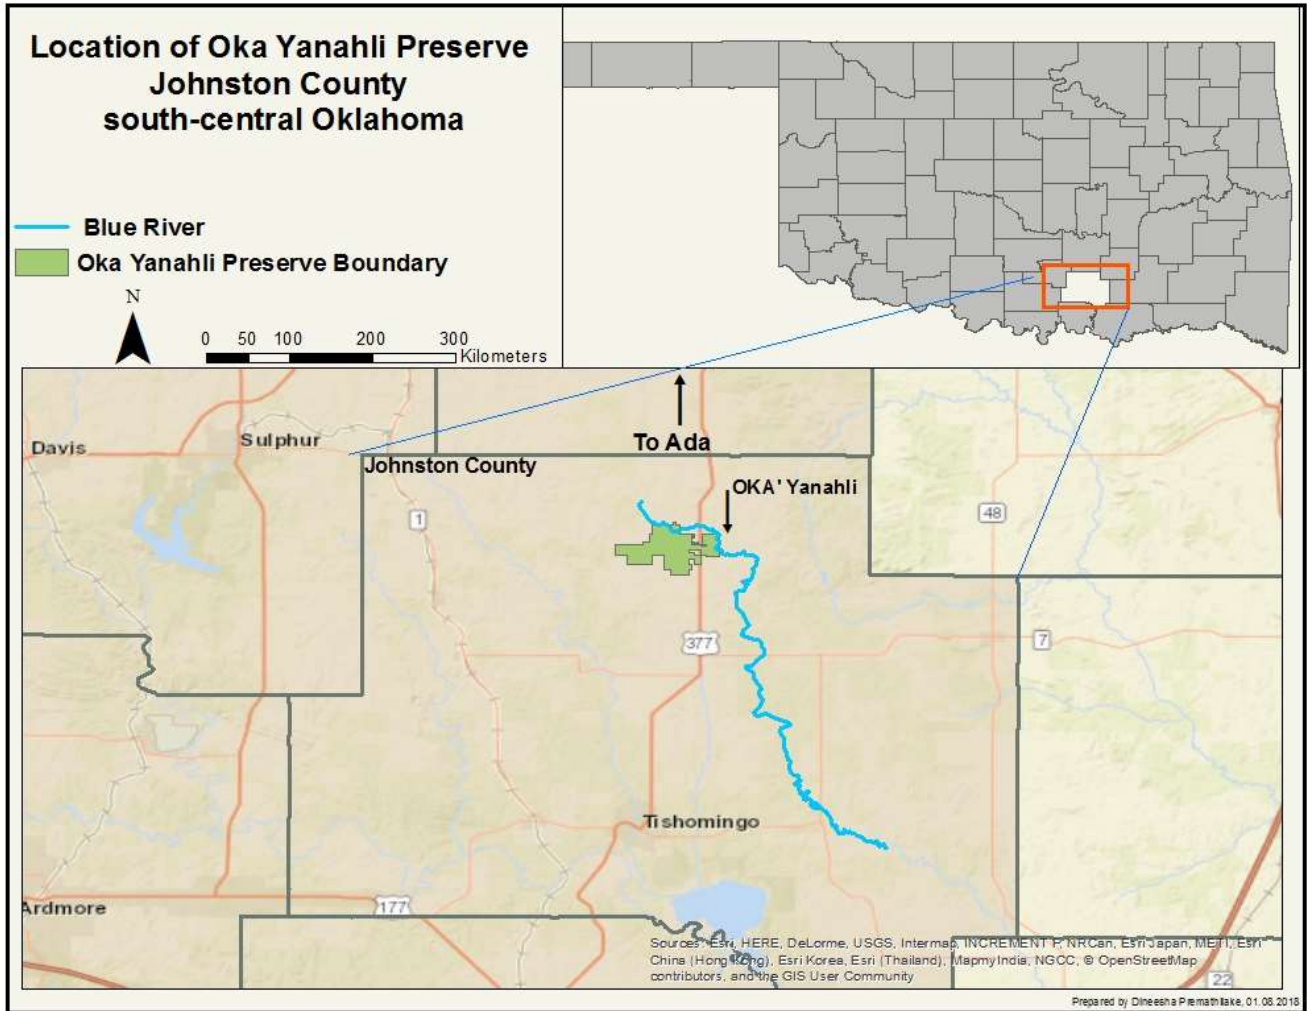 Location of Oka Yanahli Preserve
Johnston County
south-central Oklahoma
Blue River
Oka Yanahli Preserve Boundary
N
0 50 100 200 300
Kilometers
Davis
Sulphur
To Ada
Johnston County
OKA' Yanahli
1
48
377
7
Tishomingo
Ardmore
177
Sources: Esri, HERE, DeLorme, USGS, Intermap, INCREMENT P, NRCan, Esri Japan, METI, Esri
China (Hong Kong), Esri Korea, Esri (Thailand), MapmyIndia, NGCC, © OpenStreetMap
contributors, and the GIS User Community
22
Prepared by Dineesha Premathilake, 01.08.2018